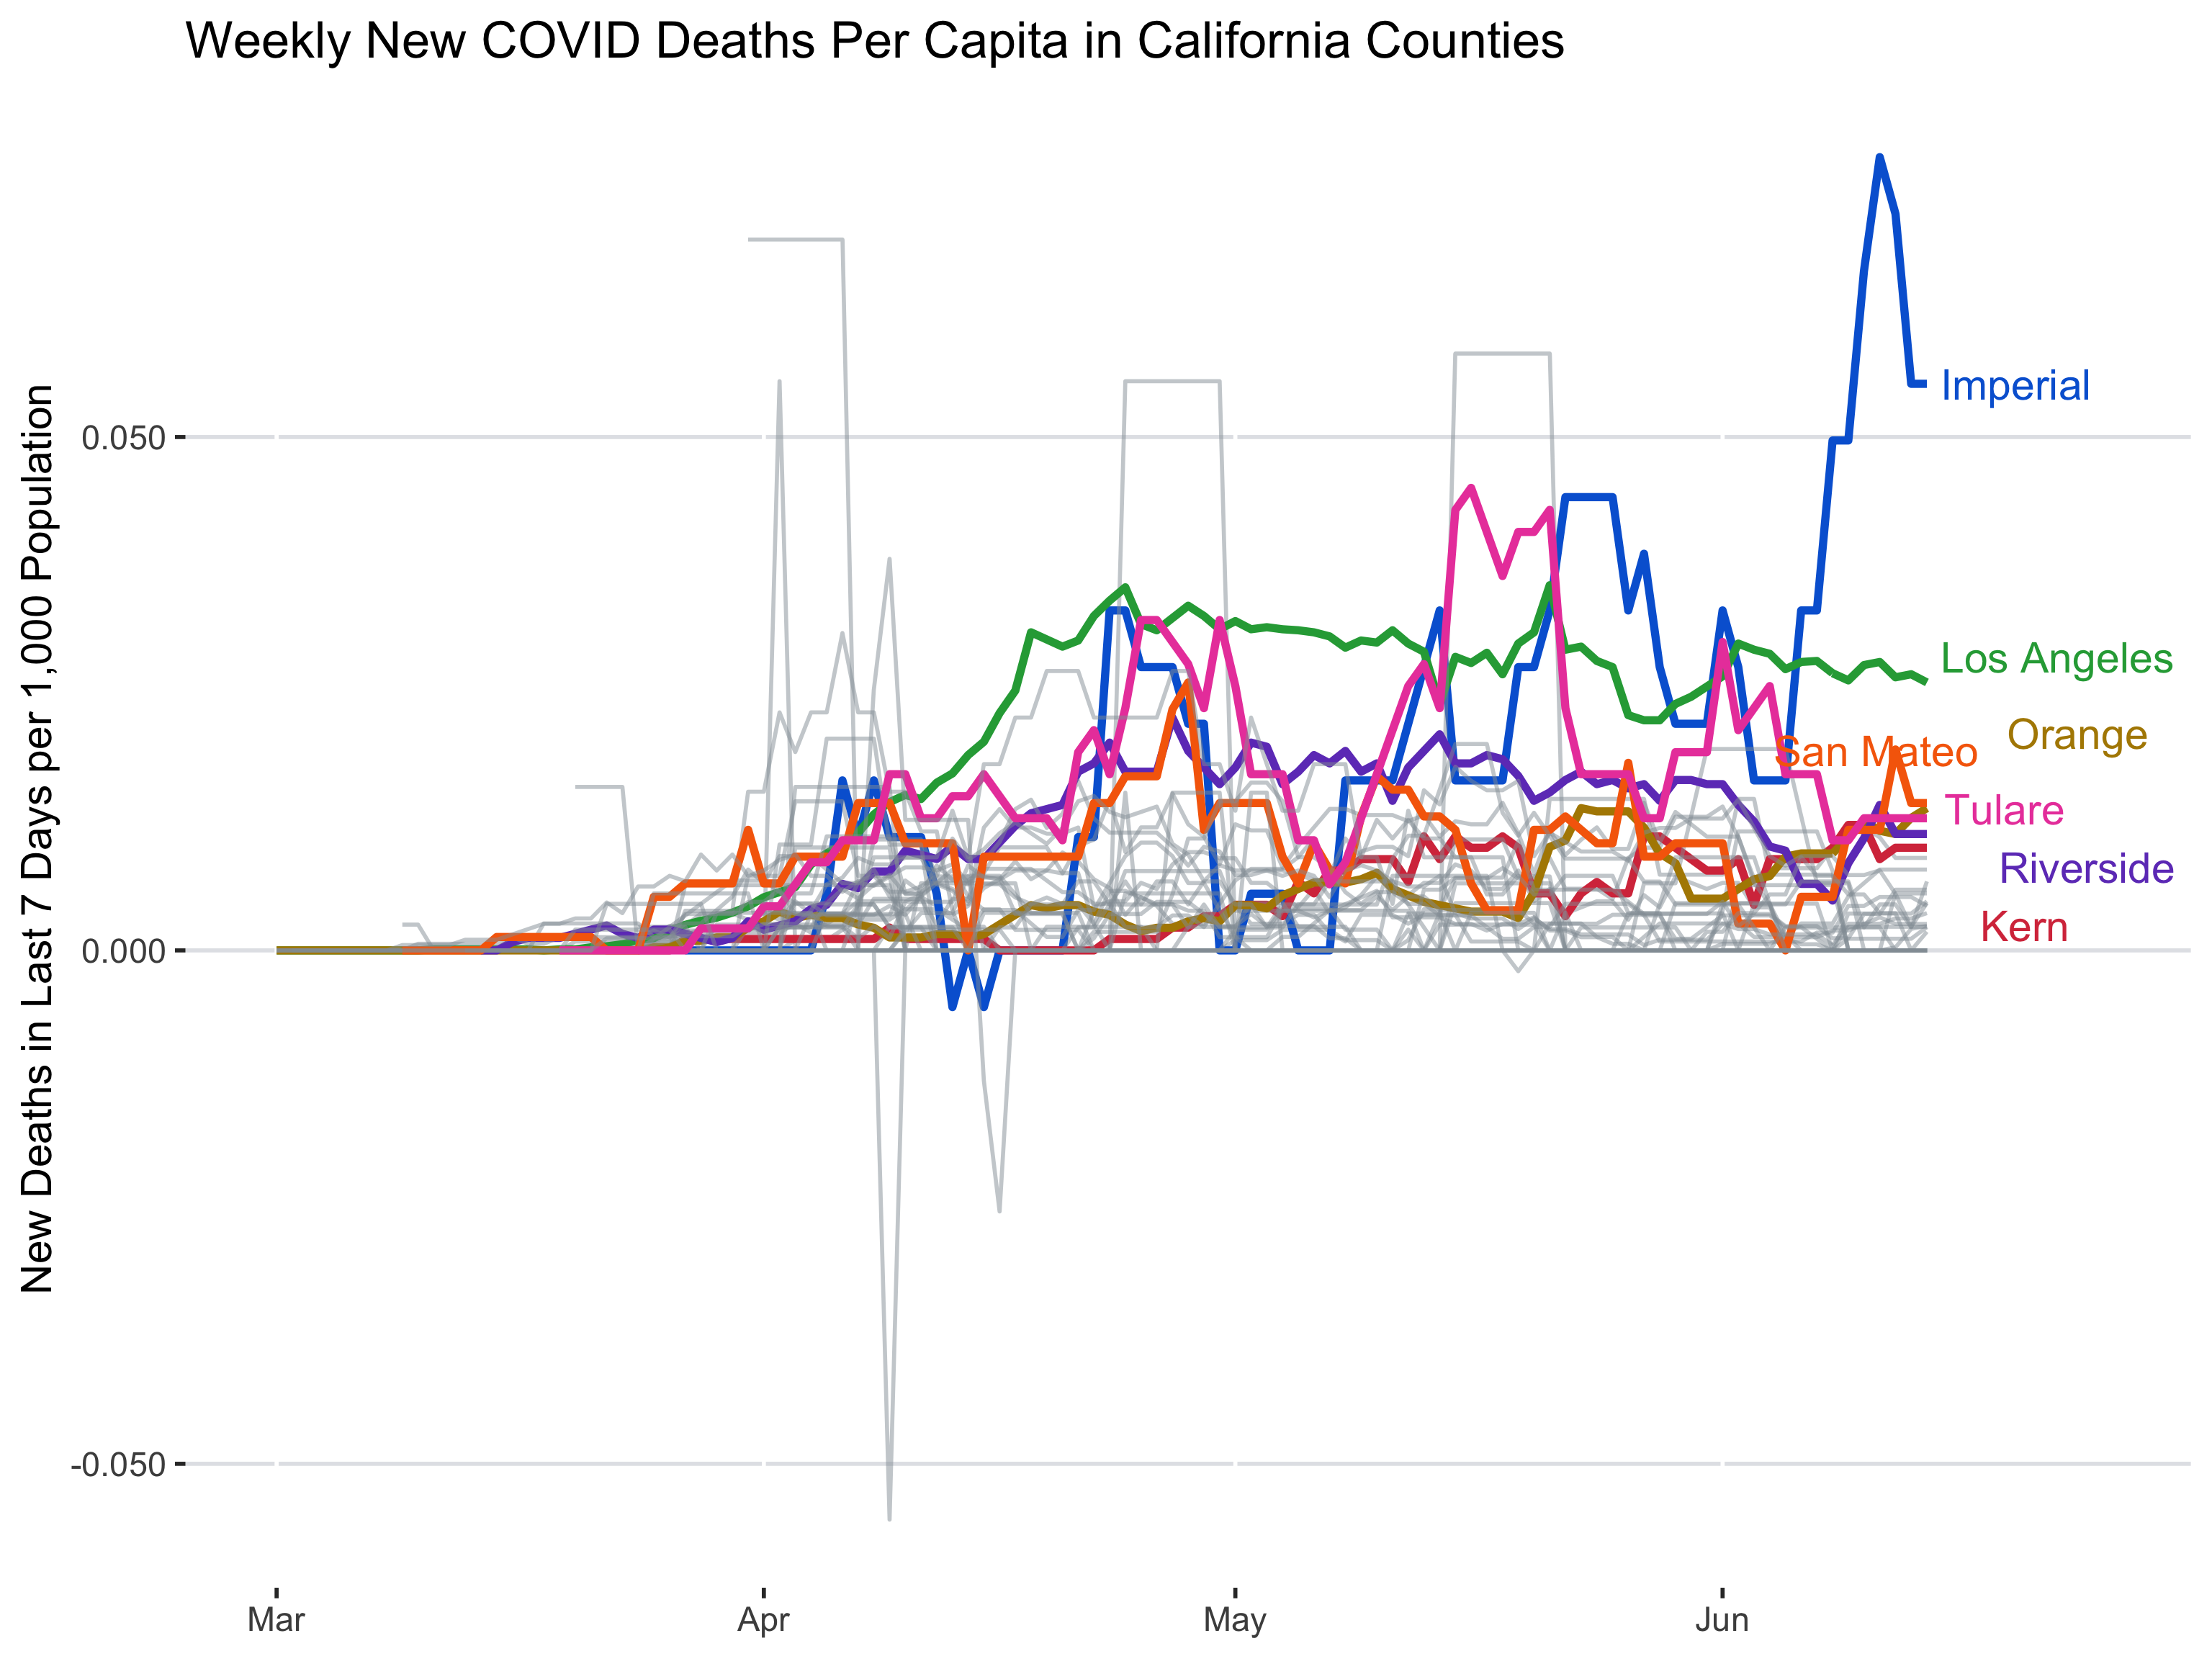 Weekly New COVID Deaths Per Capita in California Counties
New Deaths in Last 7 Days per 1,000 Population
0.050
0.000
-0.050
Imperial
Los Angeles
Orange
San Mateo
Tulare
Riverside
Kern
Mar
Apr
May
Jun